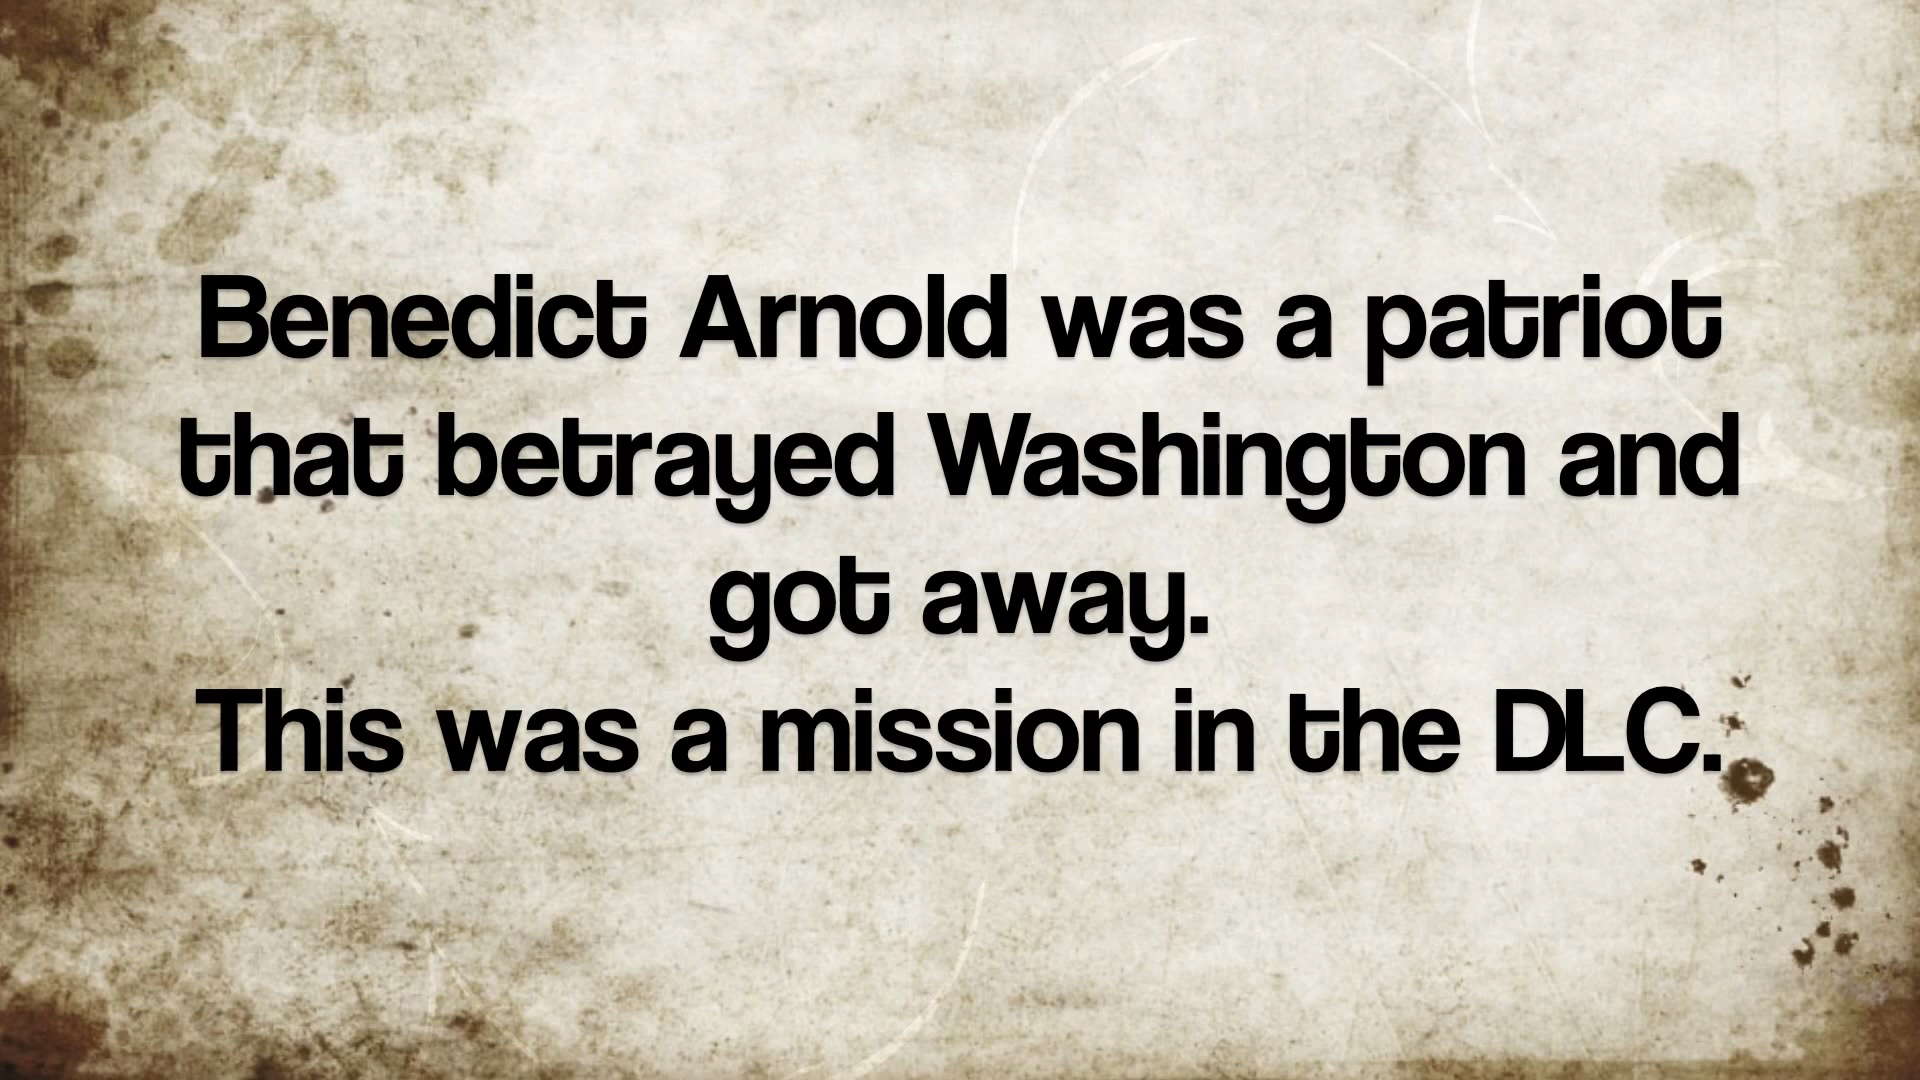 Benedict Arnold was a patriot
that betrayed Washington and
got away.
This was a mission in the DLC.